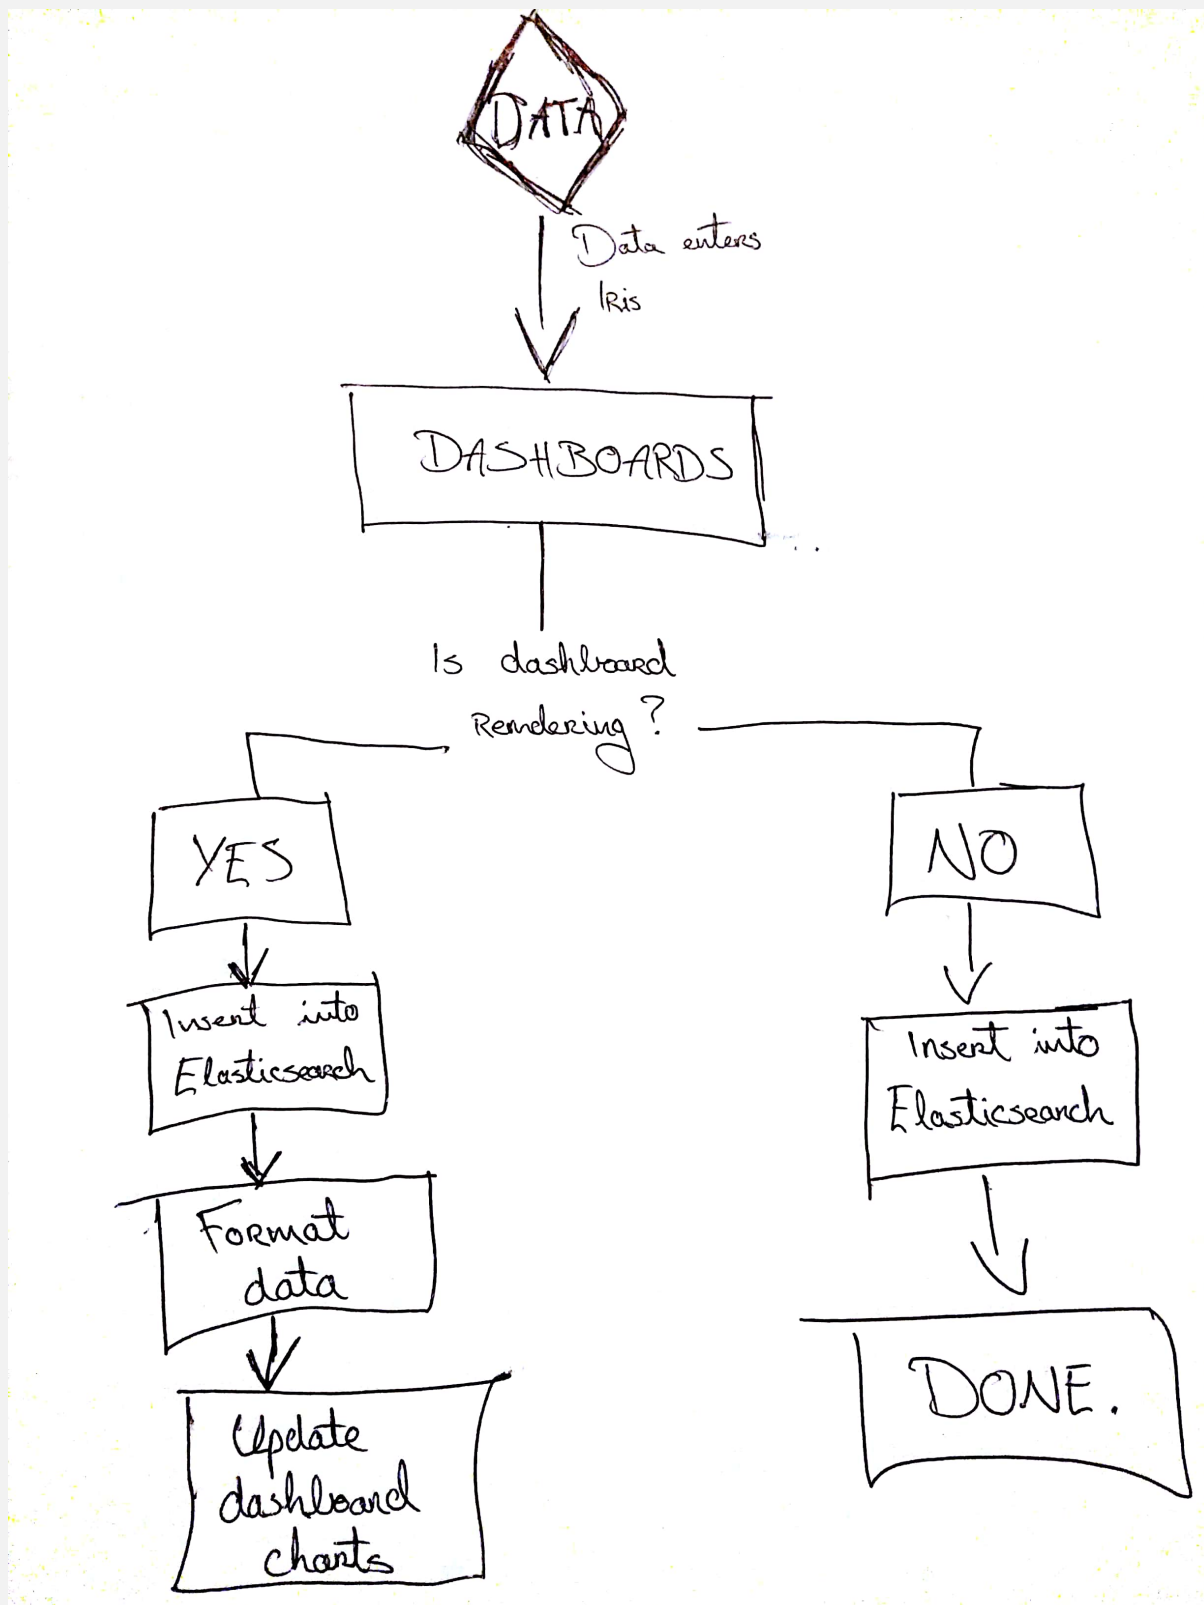 DATA
Data enters
Iris
DASHBOARDS
Is dashboard
Rendering?
YES
NO
Insert into
Elasticsearch
Insert into
Elasticsearch
Format
data
DONE.
Update
dashboard
charts